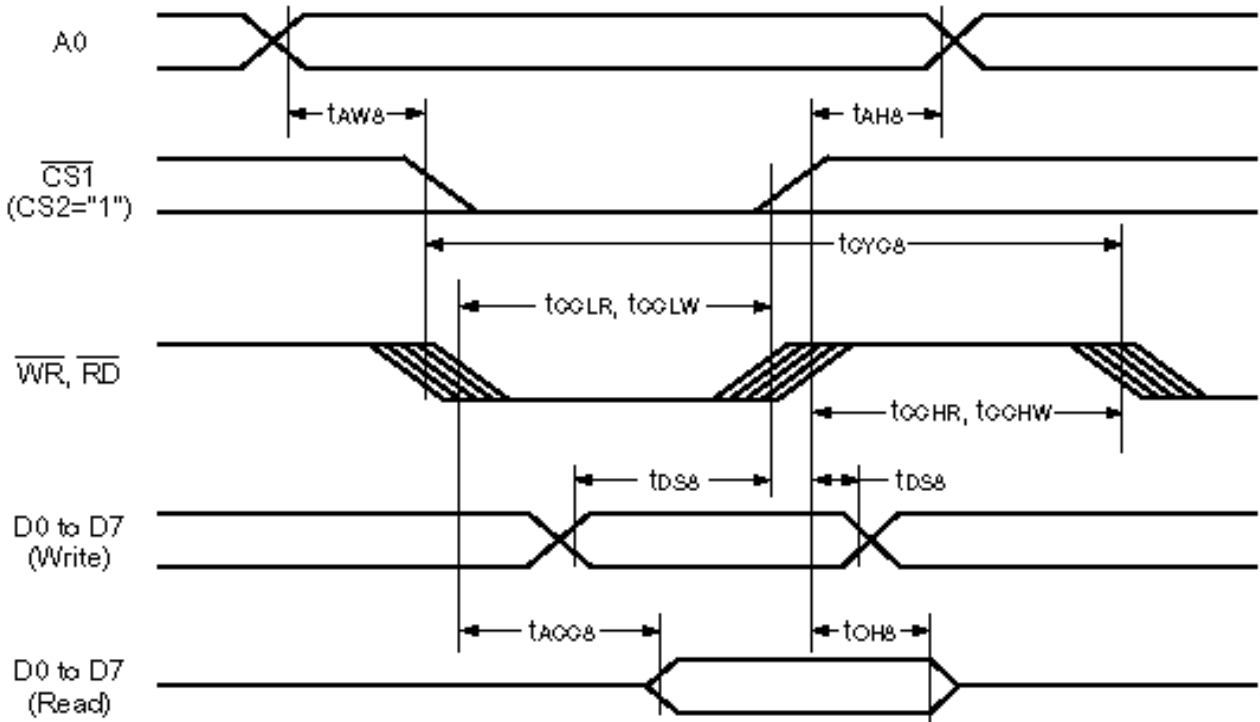 A0
tAW8
tAH8
CS1
(CS2="1")
tCYC8
tCCLR, tCCLW
WR, RD
tCCHR, tCCHW
tDS8
tDS8
D0 to D7
(Write)
tACC8
tOH8
D0 to D7
(Read)